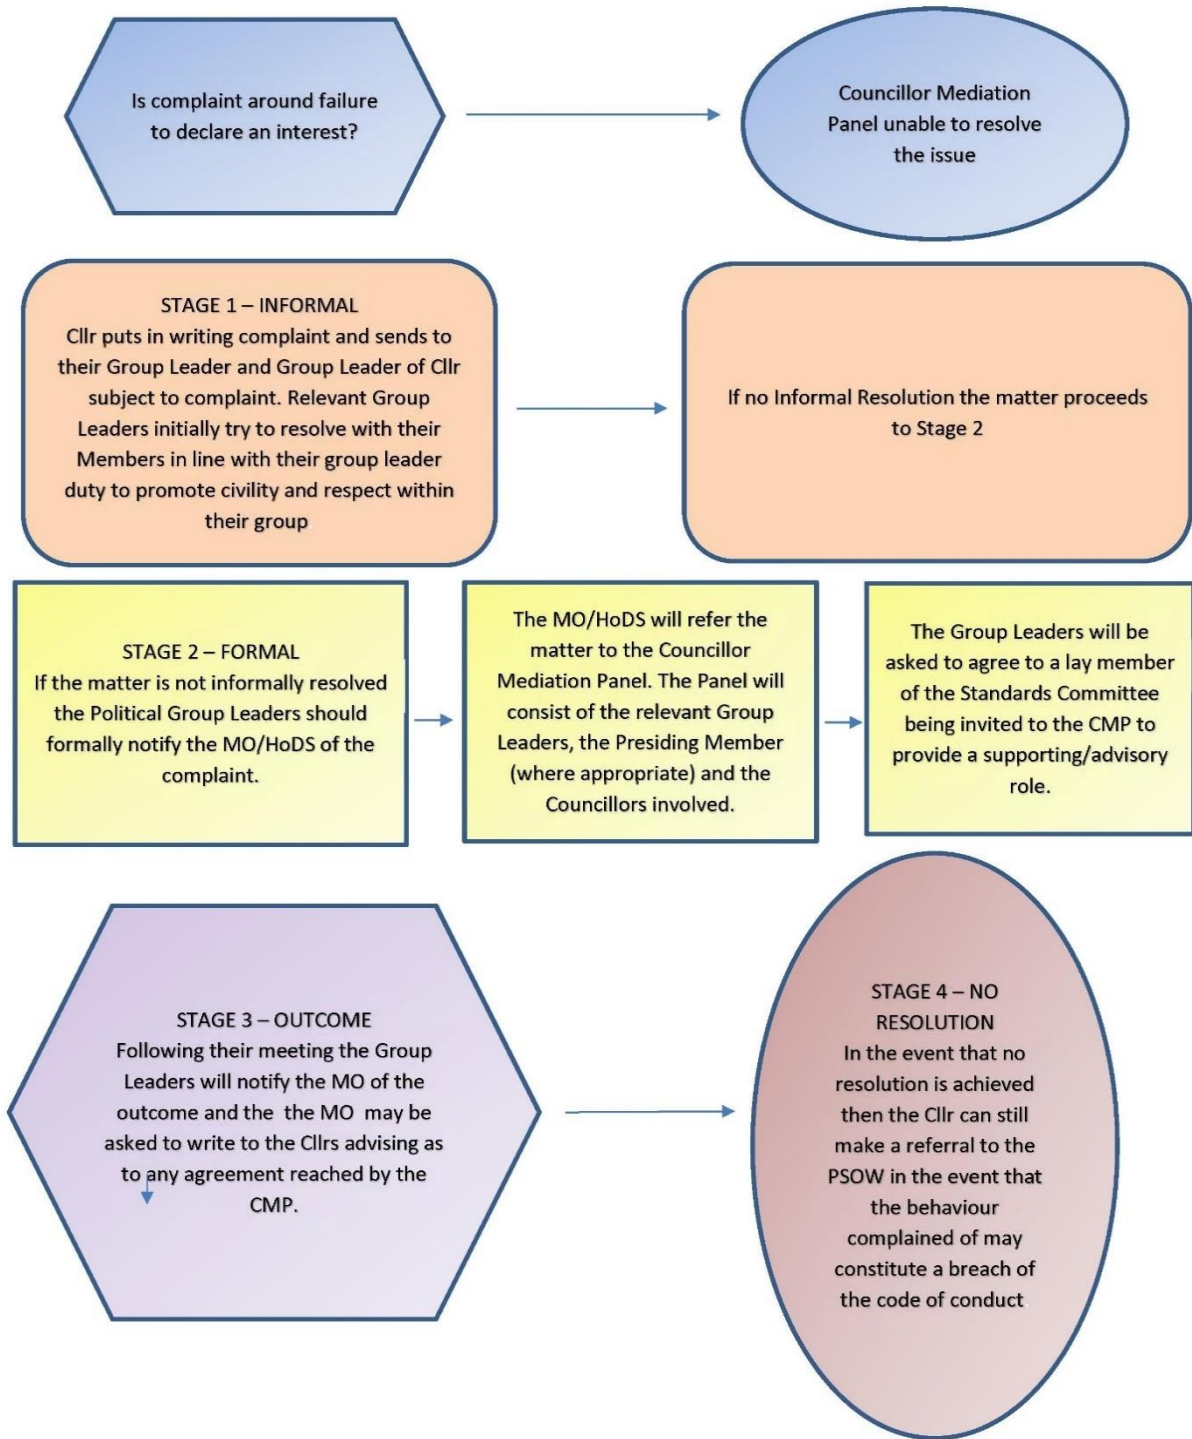 Is complaint around failure
to declare an interest?
Councillor Mediation
Panel unable to resolve
the issue
STAGE 1 – INFORMAL
Cllr puts in writing complaint and sends to
their Group Leader and Group Leader of Cllr
subject to complaint. Relevant Group
Leaders initially try to resolve with their
Members in line with their group leader
duty to promote civility and respect within
their group.
If no Informal Resolution the matter proceeds
to Stage 2
STAGE 2 – FORMAL
If the matter is not informally resolved
the Political Group Leaders should
formally notify the MO/HoDS of the
complaint.
The MO/HoDS will refer the
matter to the Councillor
Mediation Panel. The Panel will
consist of the relevant Group
Leaders, the Presiding Member
(where appropriate) and the
Councillors involved.
The Group Leaders will be
asked to agree to a lay member
of the Standards Committee
being invited to the CMP to
provide a supporting/advisory
role.
STAGE 3 – OUTCOME
Following their meeting the Group
Leaders will notify the MO of the
outcome and the the MO may be
asked to write to the Cllrs advising as
to any agreement reached by the
CMP.
STAGE 4 – NO
RESOLUTION
In the event that no
resolution is achieved
then the Cllr can still
make a referral to the
PSOW in the event that
the behaviour
complained of may
constitute a breach of
the code of conduct.